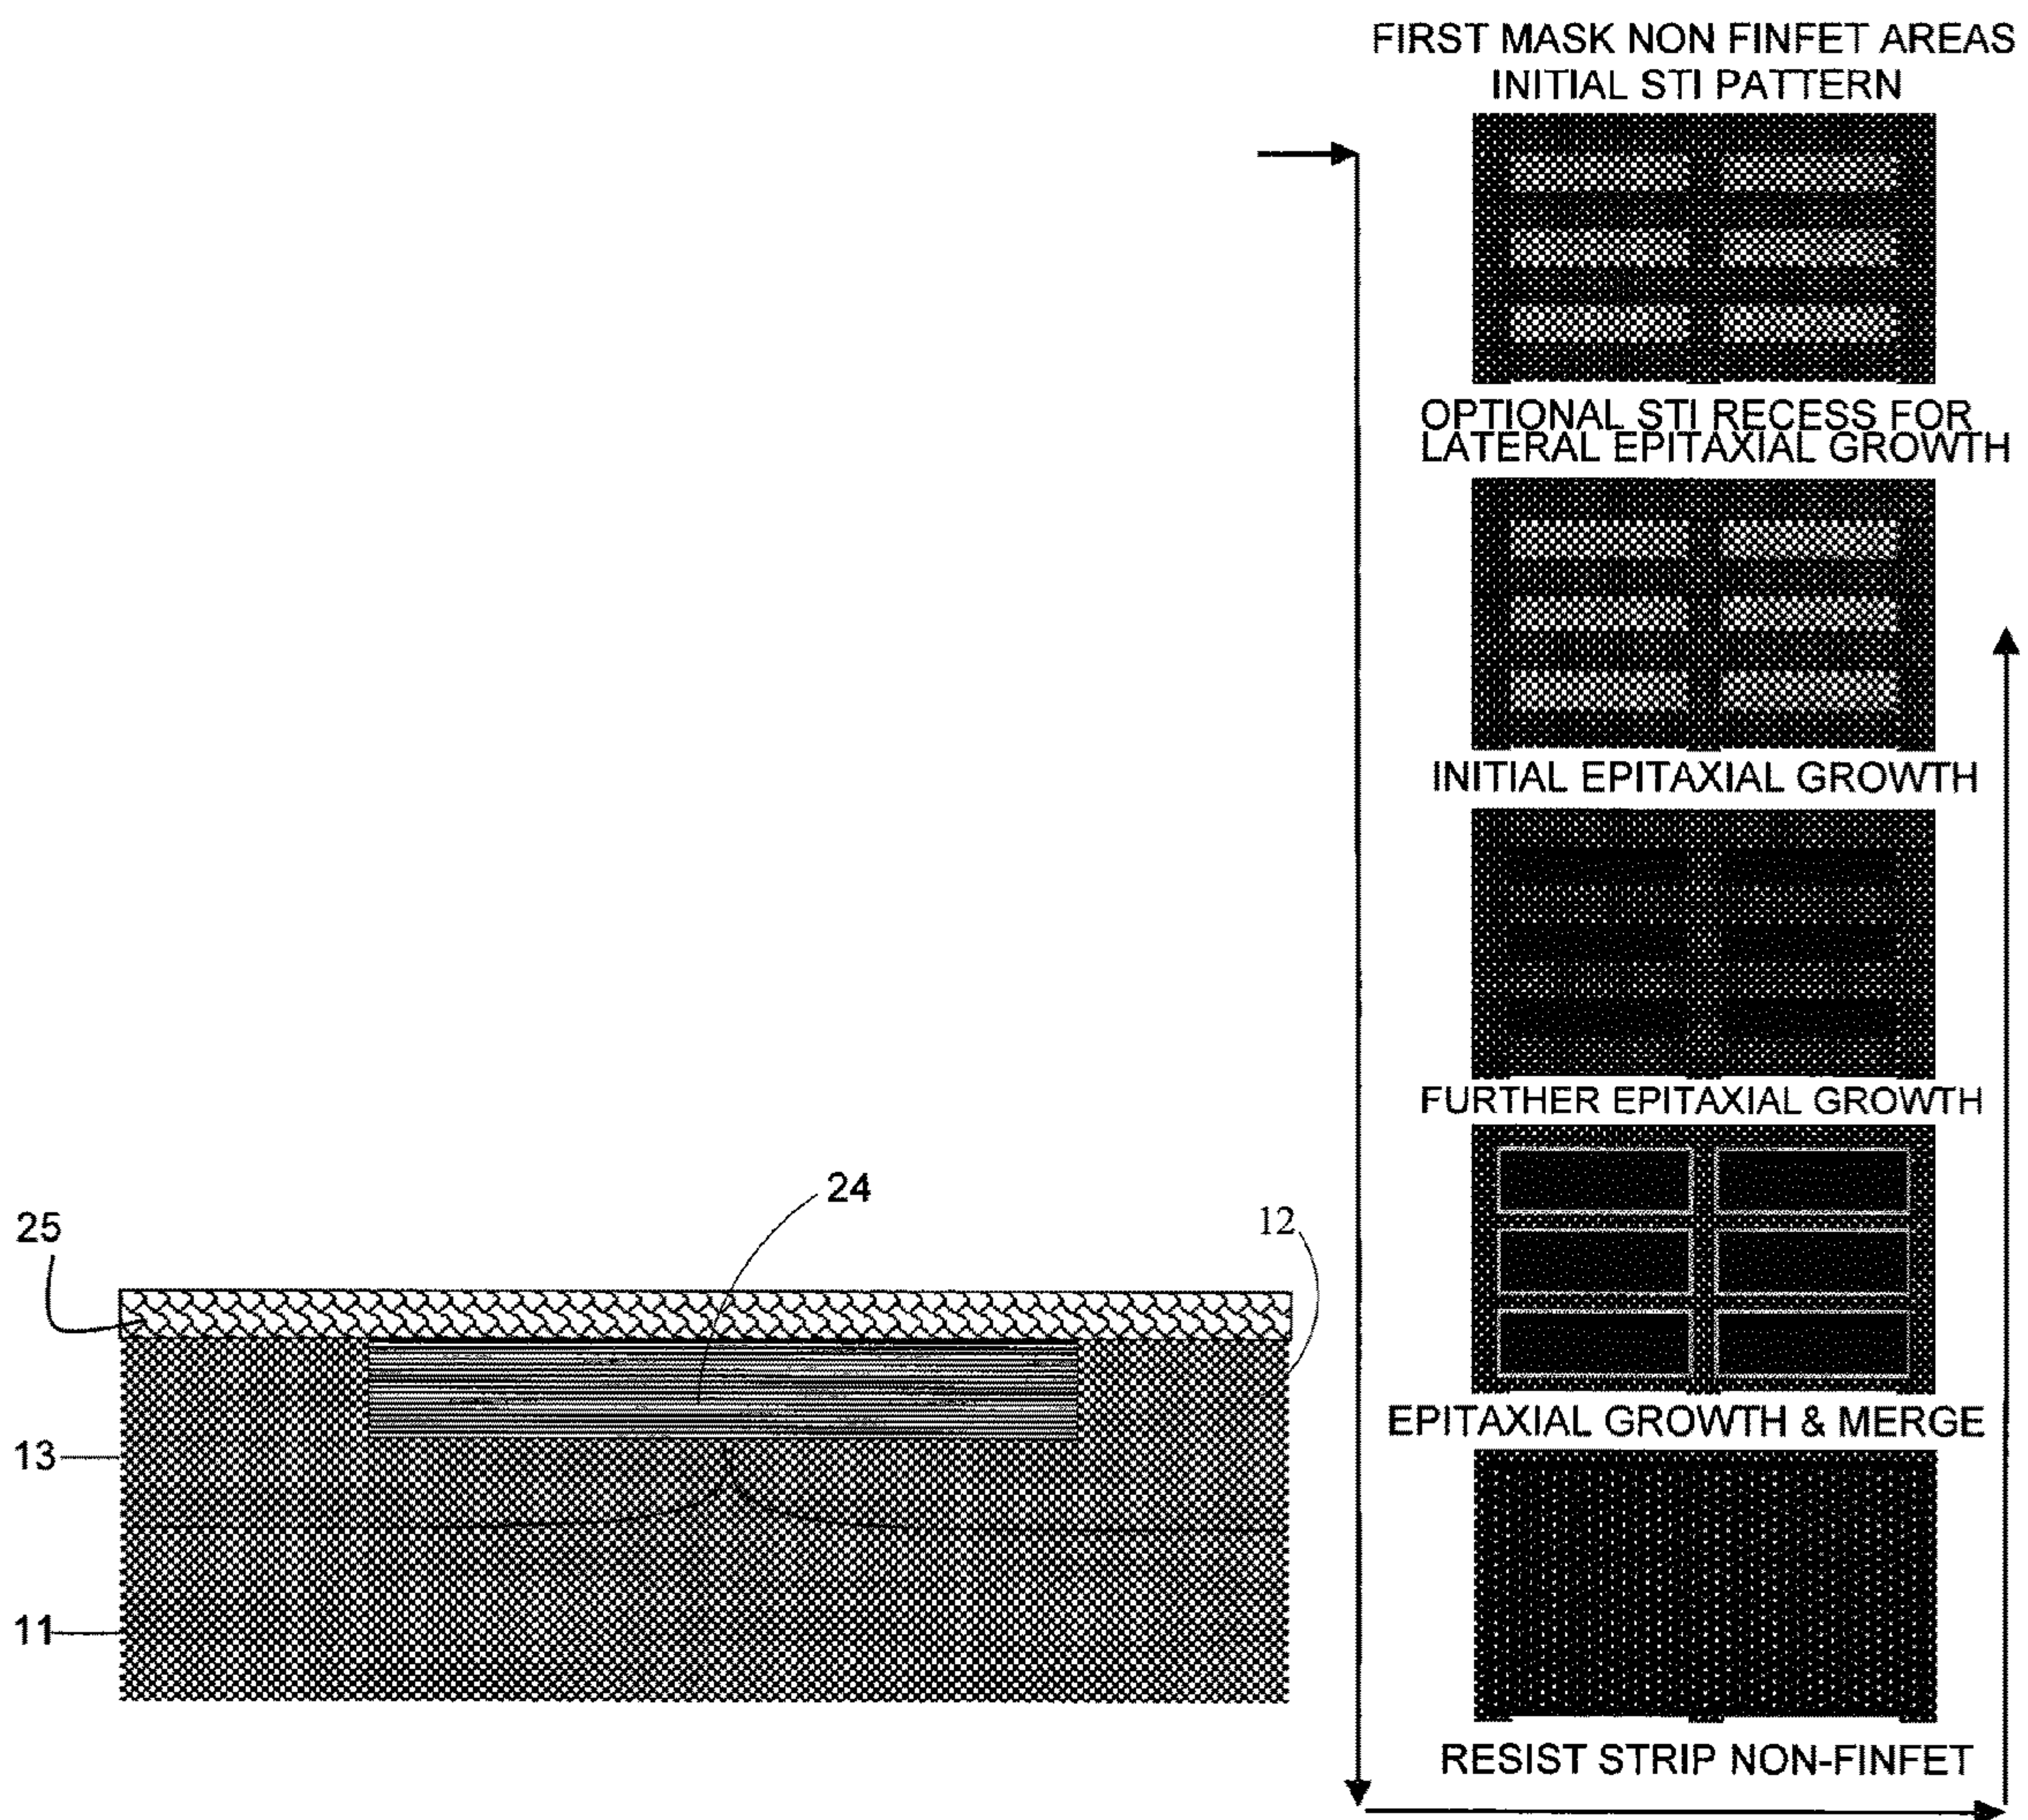 FIRST MASK NON FINFET AREAS
INITIAL STI PATTERN
OPTIONAL STI RECESS FOR
LATERAL EPITAXIAL GROWTH
INITIAL EPITAXIAL GROWTH
FURTHER EPITAXIAL GROWTH
EPITAXIAL GROWTH & MERGE
RESIST STRIP NON-FINFET
24
25
12
13
11